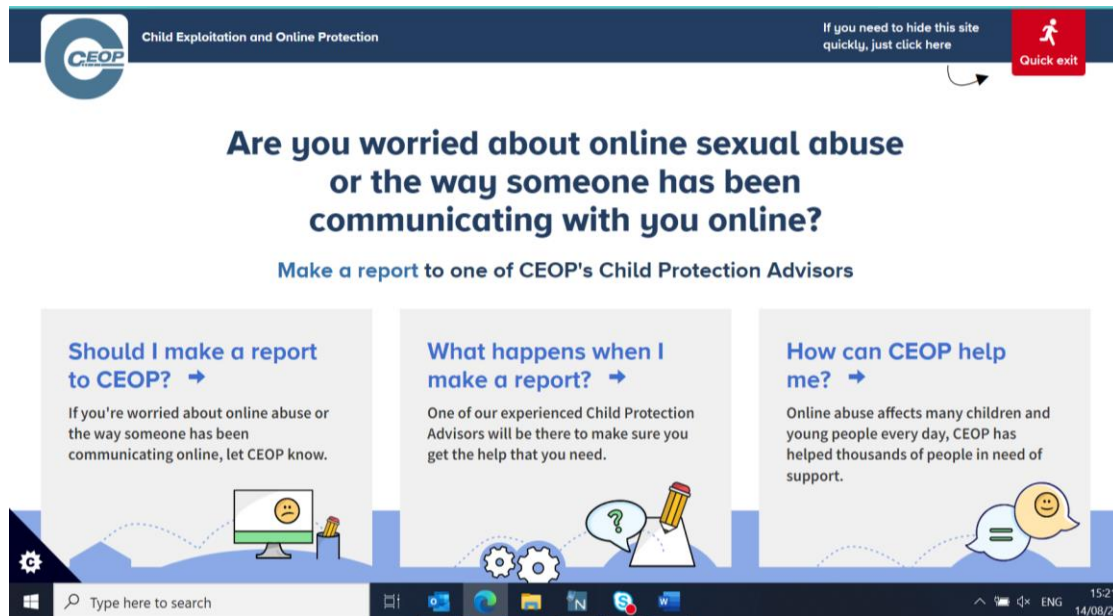 CEOP
Child Exploitation and Online Protection
If you need to hide this site
quickly, just click here
Quick exit
Are you worried about online sexual abuse
or the way someone has been
communicating with you online?
Make a report to one of CEOP's Child Protection Advisors
Should I make a report
to CEOP? →
If you're worried about online abuse or
the way someone has been
communicating online, let CEOP know.
What happens when I
make a report? →
One of our experienced Child Protection
Advisors will be there to make sure you
get the help that you need.
How can CEOP help
me? →
Online abuse affects many children and
young people every day, CEOP has
helped thousands of people in need of
support.
?
=
C
Type here to search
N
S
W
ENG
15:2
14/08/2